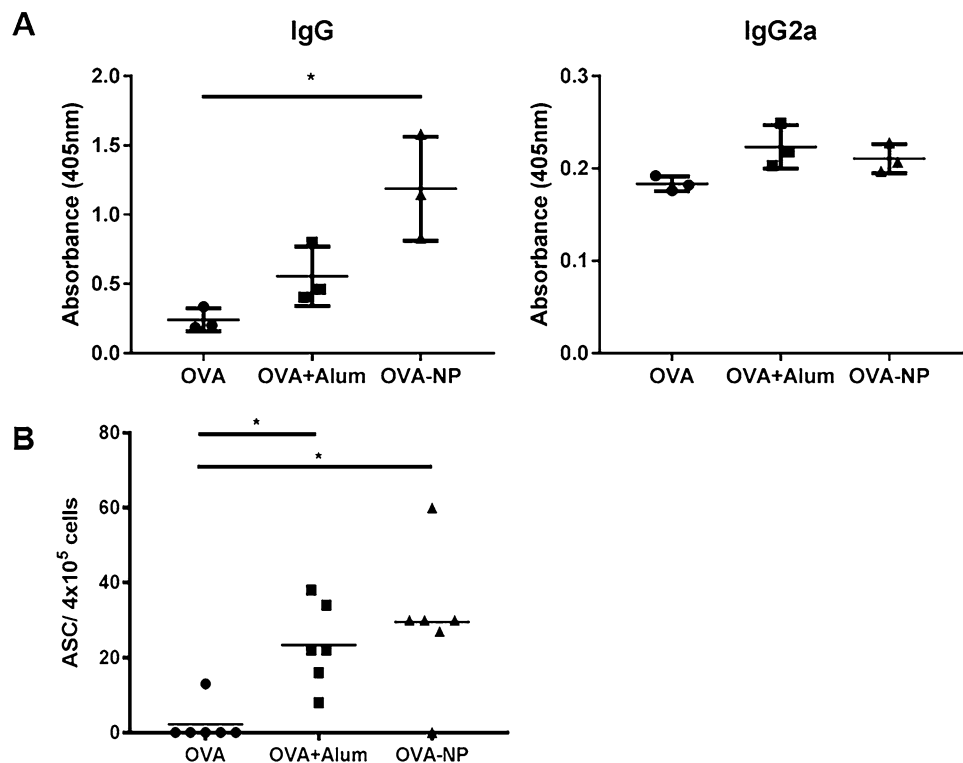 A
IgG
*
Absorbance (405nm)
2.0
1.5
1.0
0.5
0.0
OVA OVA+Alum OVA-NP
IgG2a
Absorbance (405nm)
0.3
0.2
0.1
0.0
OVA OVA+Alum OVA-NP
B
*
*
ASC/ 4x10⁵ cells
80
60
40
20
0
OVA OVA+Alum OVA-NP